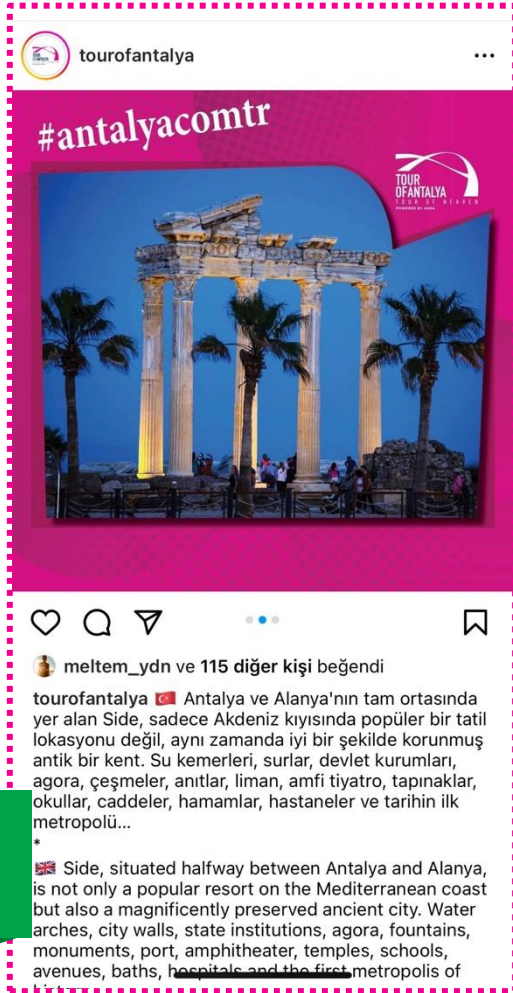 tourofantalya
#antalyacomtr
TOUR
OFANTALYA
TOUR OF HEAVEN
meltem_ydn ve 115 diğer kişi beğendi
tourofantalya 🇹🇷 Antalya ve Alanya'nın tam ortasında
yer alan Side, sadece Akdeniz kıyısında popüler bir tatil
lokasyonu değil, aynı zamanda iyi bir şekilde korunmuş
antik bir kent. Su kemerleri, surlar, devlet kurumları,
agora, çeşmeler, anıtlar, liman, amfi tiyatro, tapınaklar,
okullar, caddeler, hamamlar, hastaneler ve tarihin ilk
metropolü...
*
🇬🇧 Side, situated halfway between Antalya and Alanya,
is not only a popular resort on the Mediterranean coast
but also a magnificently preserved ancient city. Water
arches, city walls, state institutions, agora, fountains,
monuments, port, amphitheater, temples, schools,
avenues, baths, hospitals and the first metropolis of